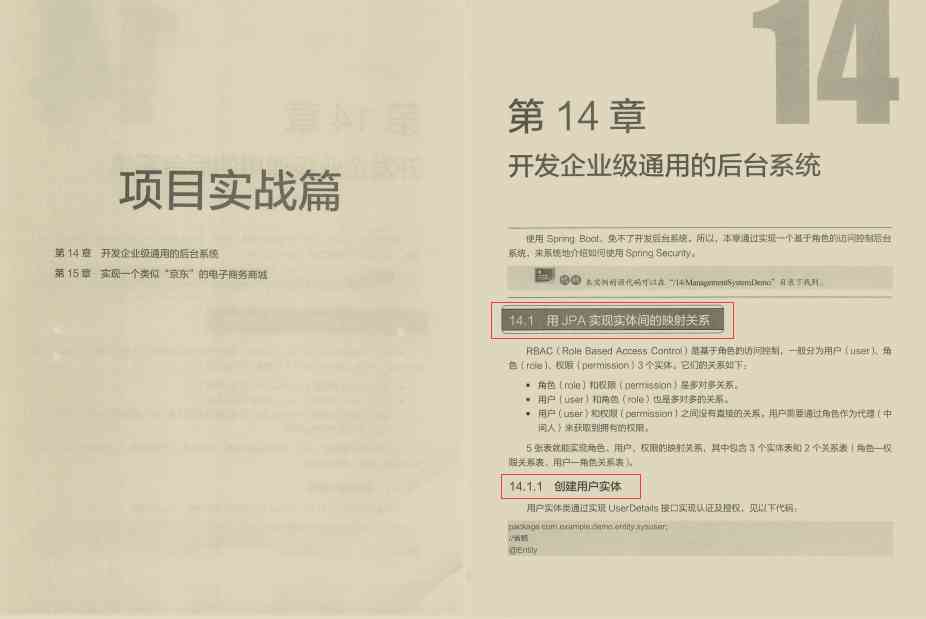 项目实战篇
第 14 章 开发企业级通用的后台系统
第 15 章 实现一个类似“京东”的电子商务商城
14
第 14 章
开发企业级通用的后台系统
使用 Spring Boot，免不了开发后台系统。所以，本章通过实现一个基于角色的访问控制后台
系统，来系统地介绍如何使用 Spring Security。
本实例的源代码可以在“/14/ManagementSystemDemo”目录下找到。
14.1 用 JPA 实现实体间的映射关系
RBAC（Role Based Access Control）是基于角色的访问控制，一般分为用户（user）、角
色（role）、权限（permission）3 个实体。它们的关系如下：
• 角色（role）和权限（permission）是多对多关系。
• 用户（user）和角色（role）也是多对多的关系。
• 用户（user）和权限（permission）之间没有直接的关系。用户需要通过角色作为代理（中
间人）来获取到拥有的权限。
5 张表就能实现角色、用户、权限的映射关系，其中包含 3 个实体表和 2 个关系表（角色—权
限关系表、用户—角色关系表）。
14.1.1 创建用户实体
用户实体类通过实现 UserDetails 接口实现认证及授权，见以下代码：
package com.example.demo.entity.sysuser;
//省略
@Entity